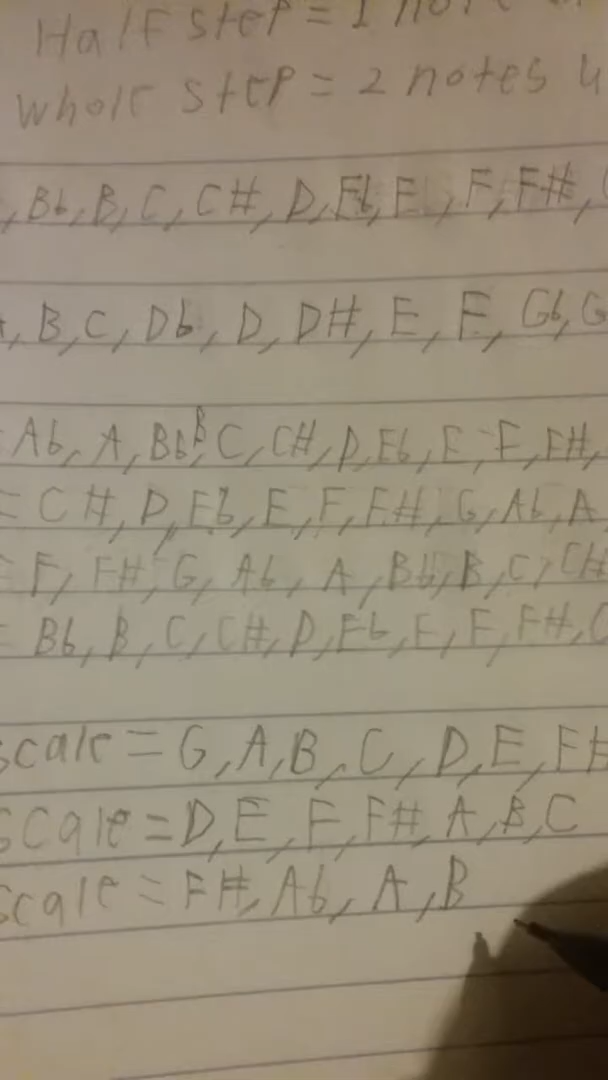 Half step = 1 not
whole step = 2 notes u
, Bb, B, C, C#, D, Eb, E, F, F#,
, B, C, Db, D, D#, E, F, Gb, G
= Ab, A, Bb, B, C, C#, D, Eb, E, F, F#,
= C#, D, Eb, E, F, F#, G, Ab, A
= F, F#, G, Ab, A, Bb, B, C, C#
= Bb, B, C, C#, D, Eb, E, F, F#, G
scale = G, A, B, C, D, E, F#
scale = D, E, F, F#, A, B, C
scale = F#, Ab, A, B